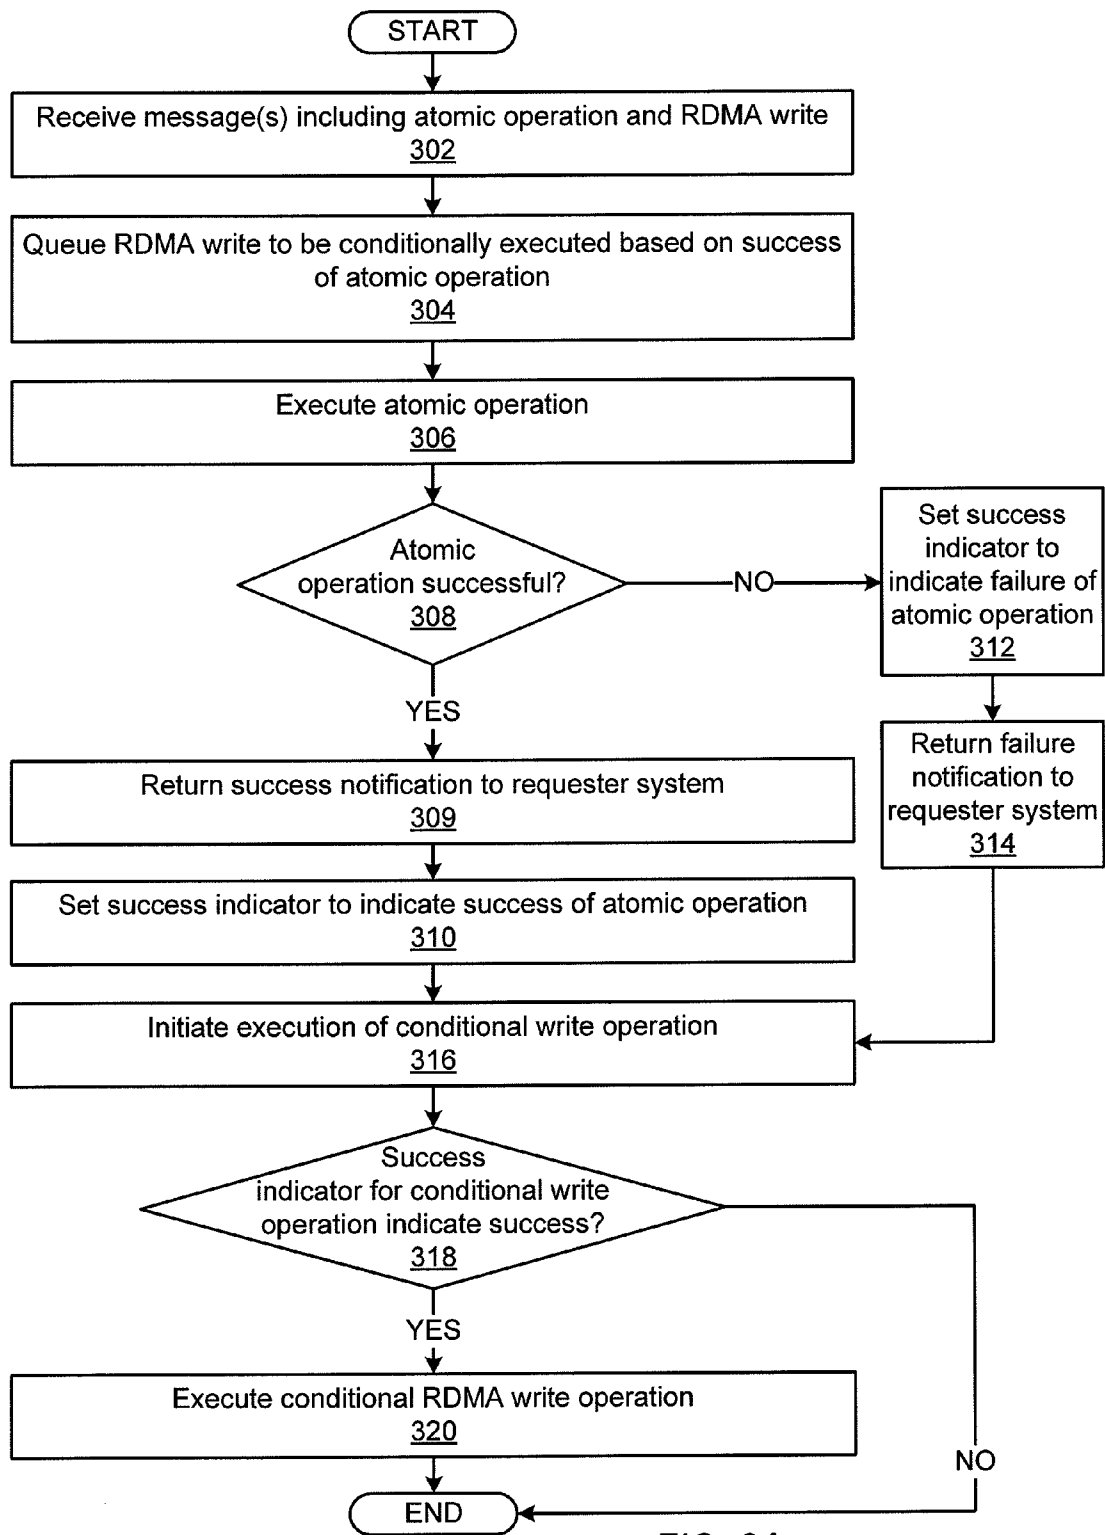 START
Receive message(s) including atomic operation and RDMA write
302
Queue RDMA write to be conditionally executed based on success
of atomic operation
304
Execute atomic operation
306
Atomic
operation successful?
308
NO
Set success
indicator to
indicate failure of
atomic operation
312
YES
Return failure
notification to
requester system
314
Return success notification to requester system
309
Set success indicator to indicate success of atomic operation
310
Initiate execution of conditional write operation
316
Success
indicator for conditional write
operation indicate success?
318
YES
Execute conditional RDMA write operation
320
NO
END